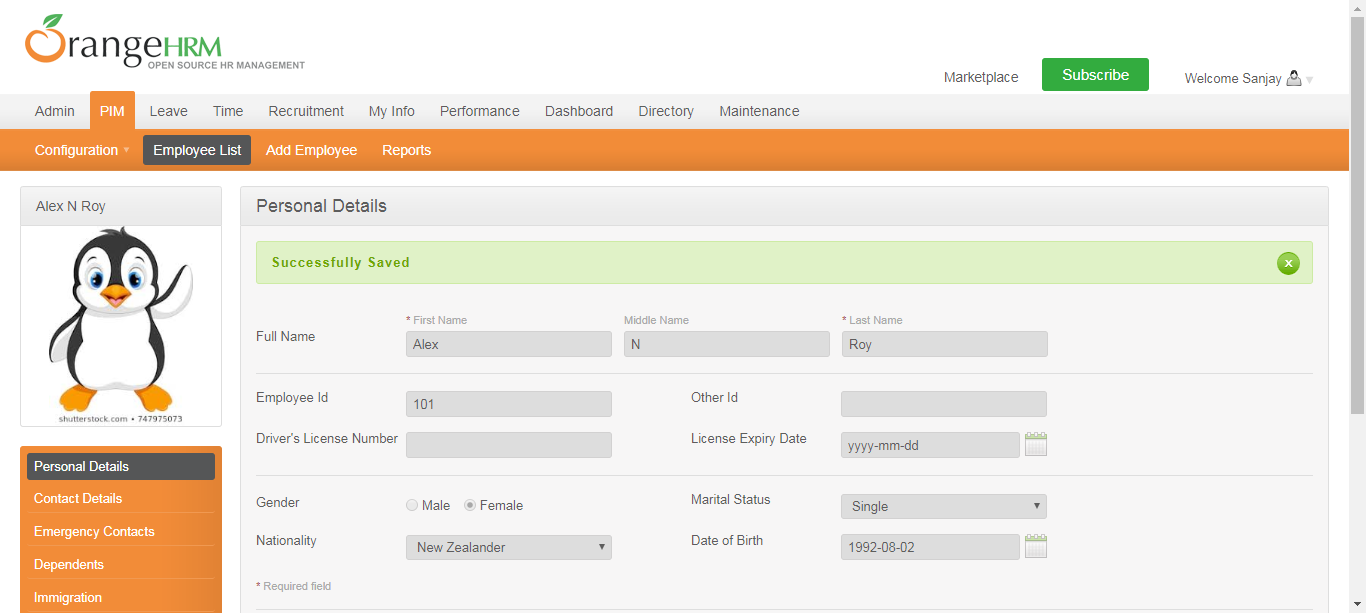 OrangeHRM
OPEN SOURCE HR MANAGEMENT
Marketplace Subscribe Welcome Sanjay
Admin PIM Leave Time Recruitment My Info Performance Dashboard Directory Maintenance
Configuration Employee List Add Employee Reports
Alex N Roy
shutterstock.com • 747975073
Personal Details
Contact Details
Emergency Contacts
Dependents
Immigration
Personal Details
Successfully Saved x
* First Name Middle Name * Last Name
Full Name Alex N Roy
Employee Id 101 Other Id
Driver's License Number License Expiry Date yyyy-mm-dd
Gender Male Female Marital Status Single
Nationality New Zealander Date of Birth 1992-08-02
* Required field